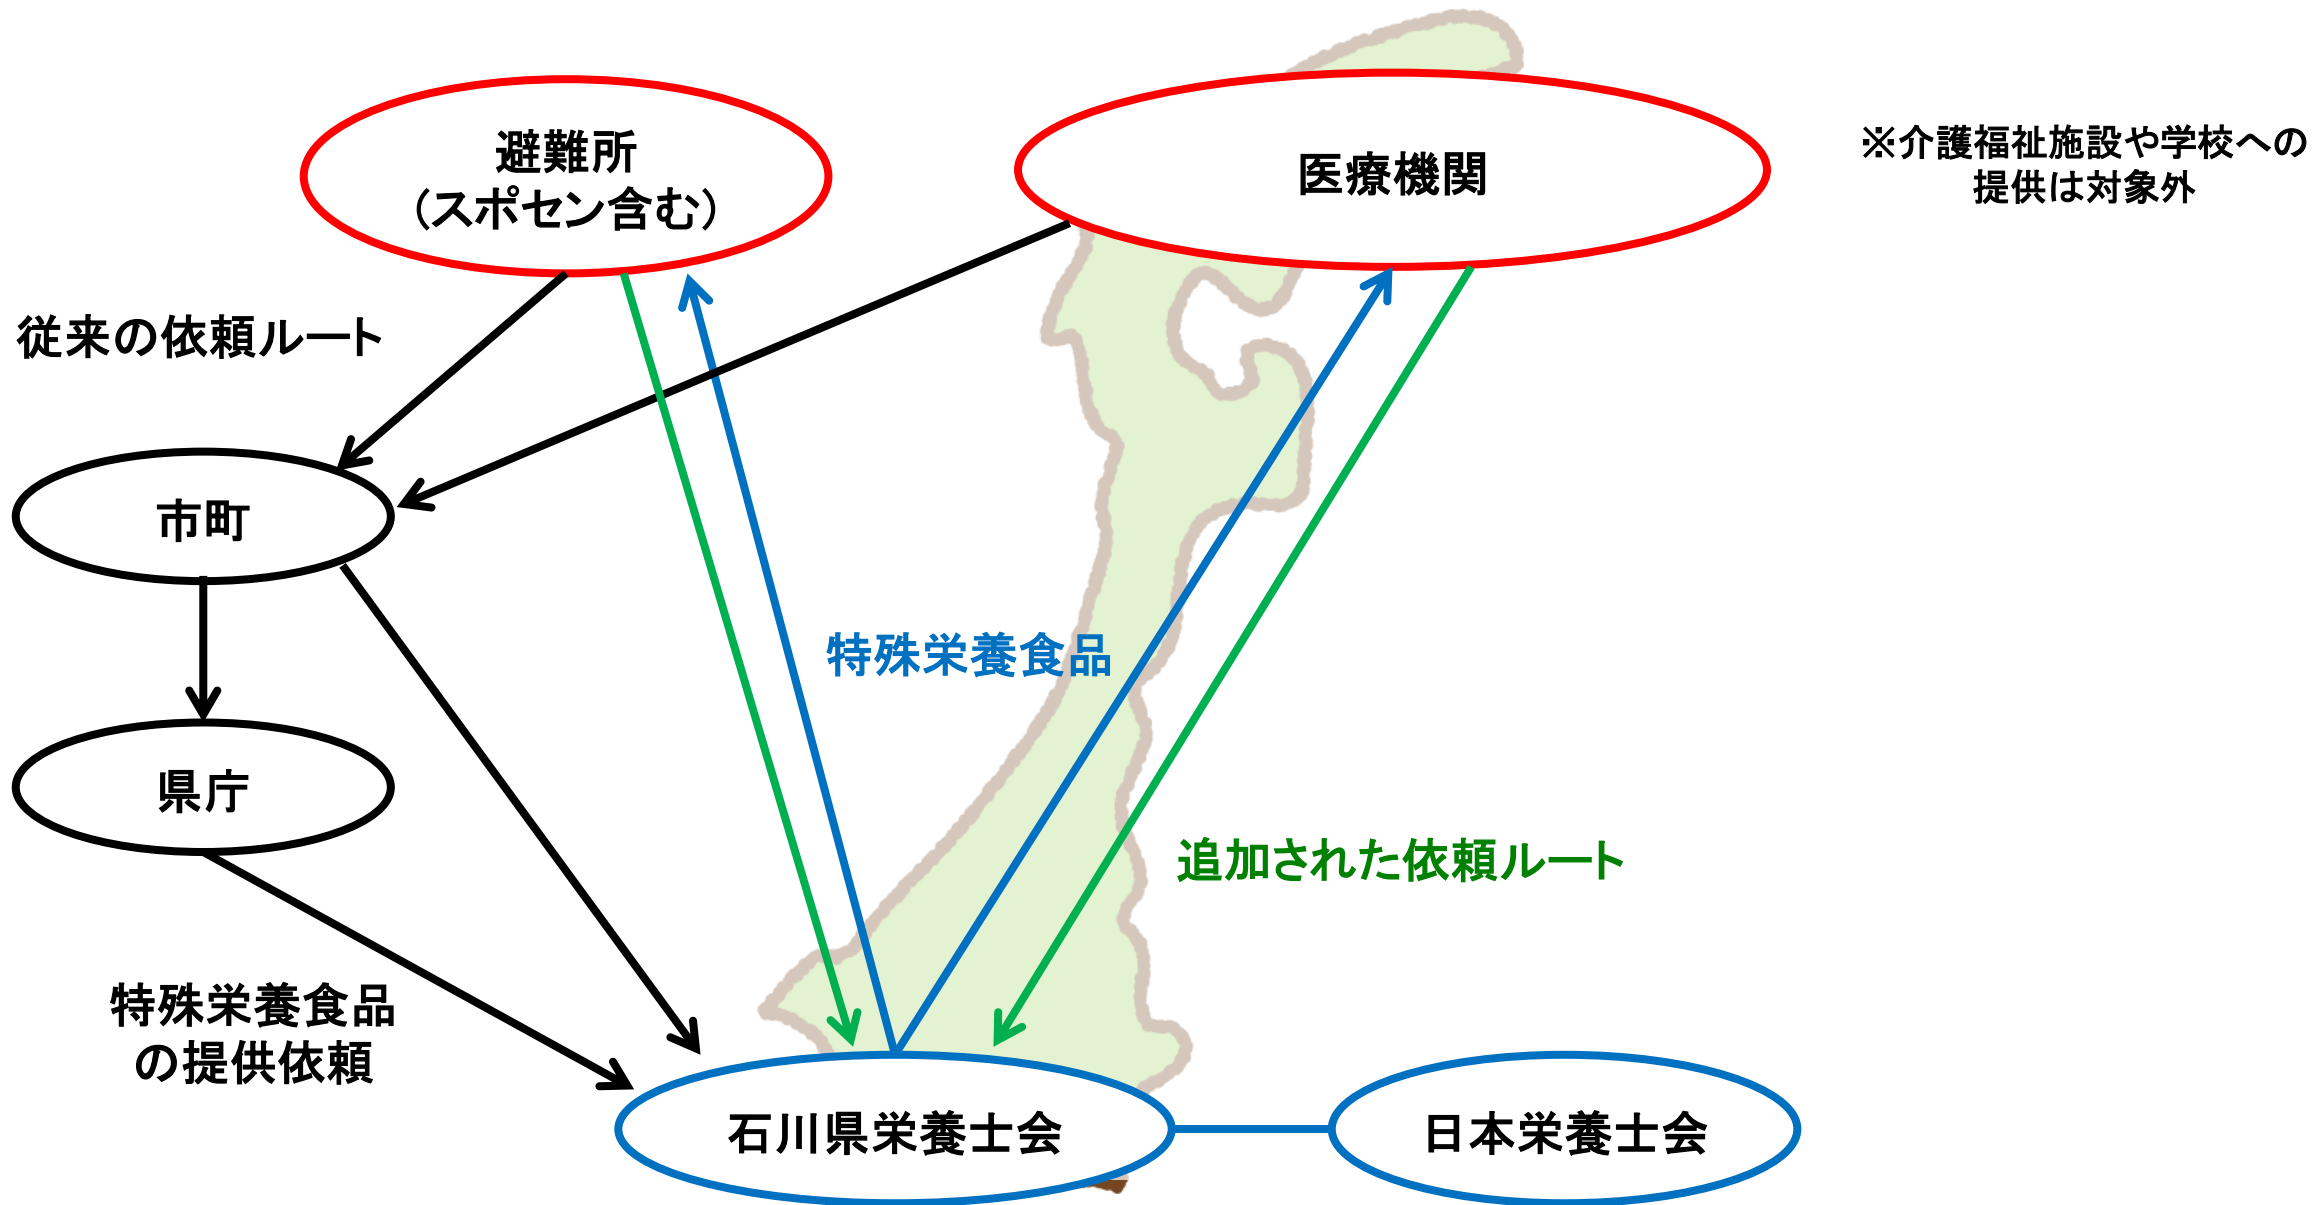 避難所
（スポセン含む）
医療機関
※介護福祉施設や学校への
提供は対象外
従来の依頼ルート
市町
特殊栄養食品
県庁
追加された依頼ルート
特殊栄養食品
の提供依頼
石川県栄養士会
日本栄養士会